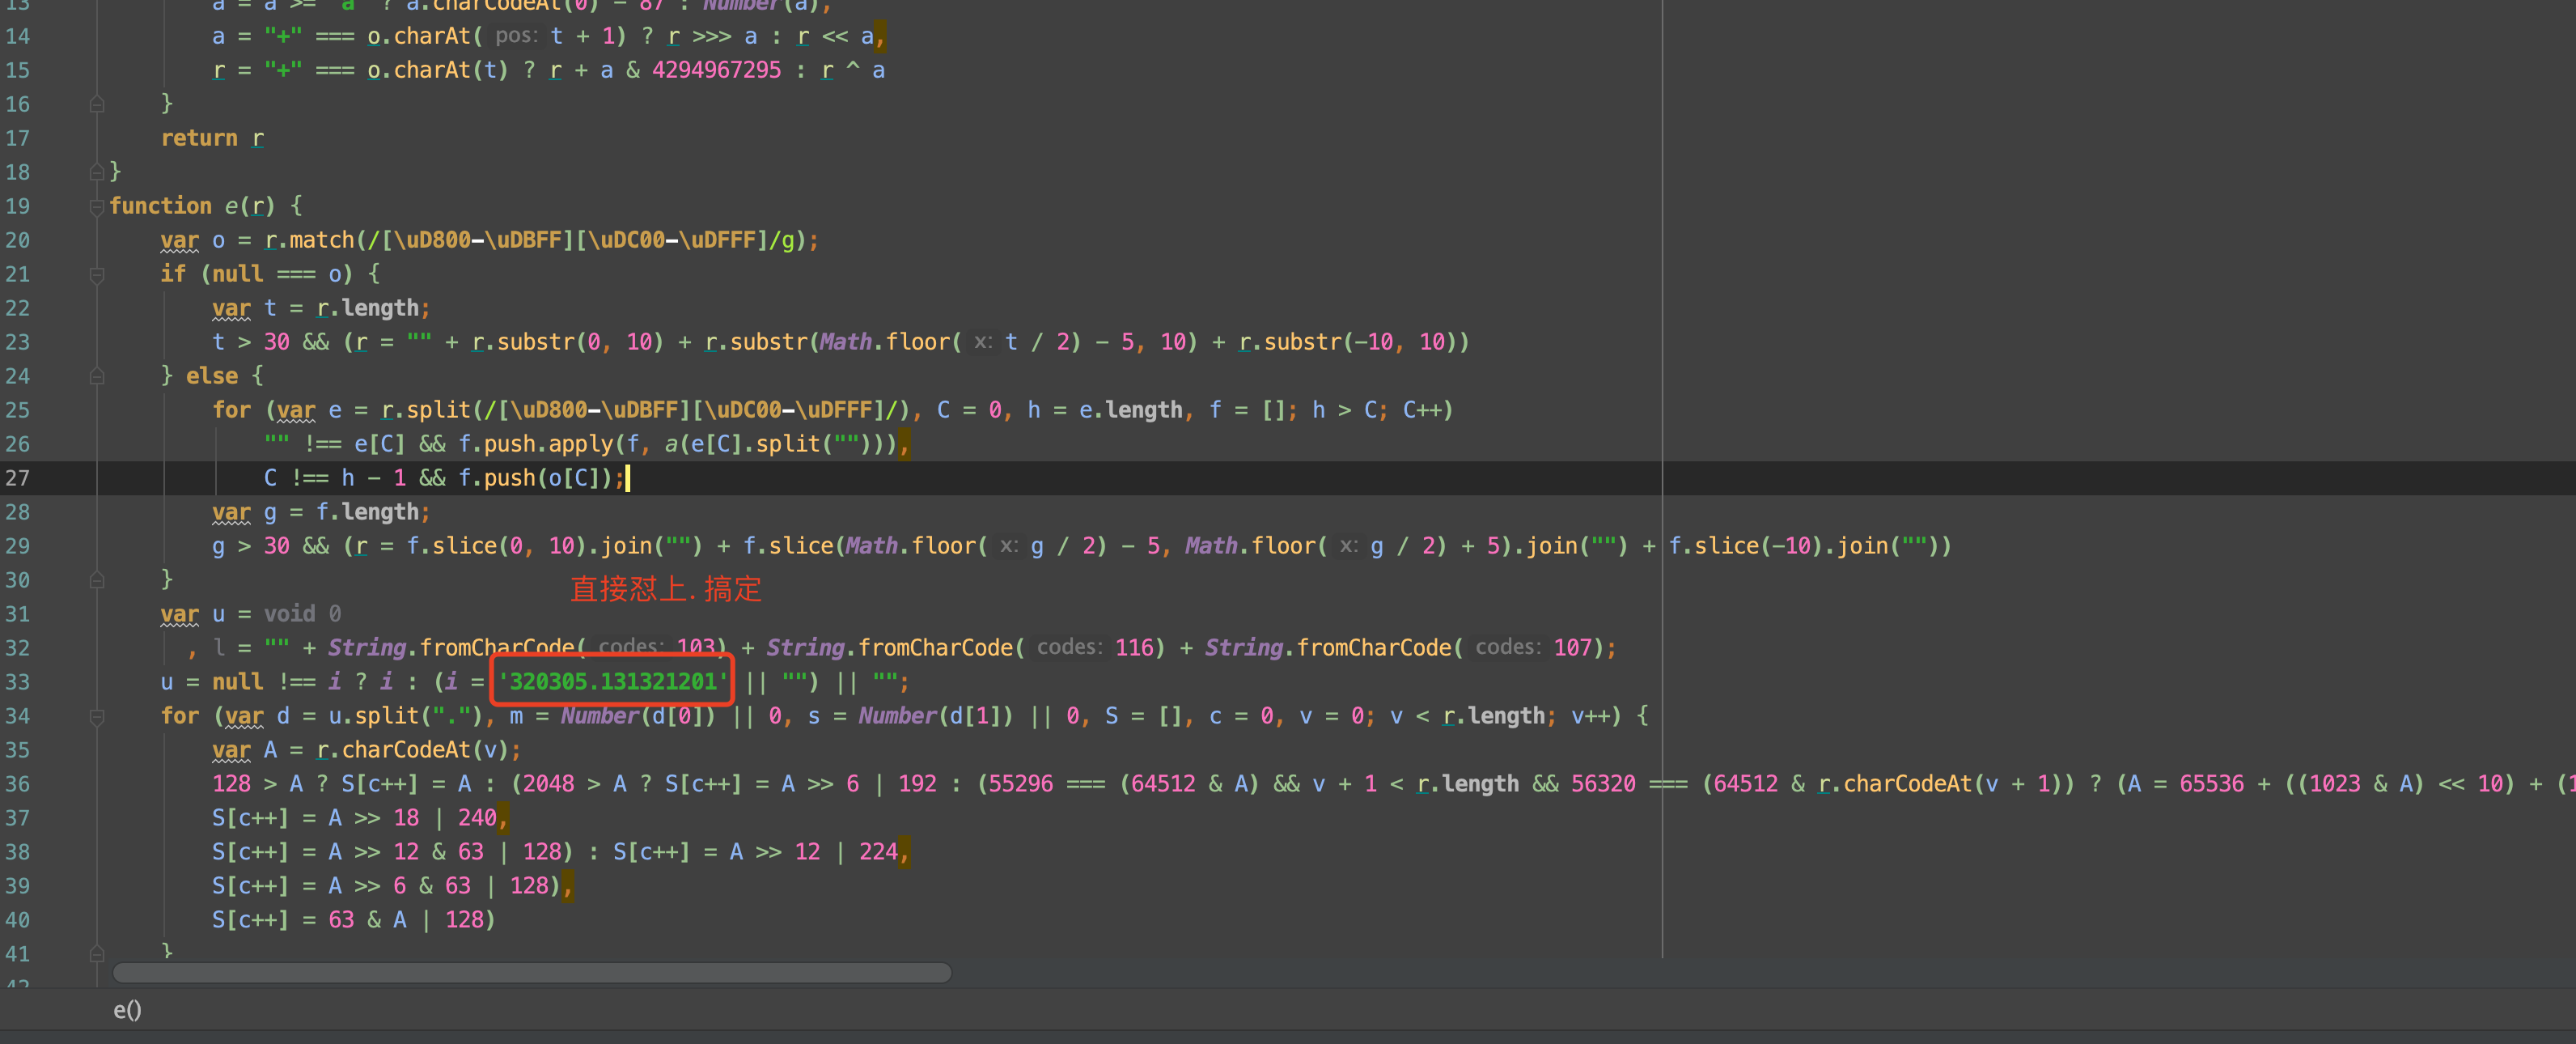 13 a = a >= "a" ? a.charCodeAt(0) - 87 : Number(a),
14 a = "+" === o.charAt( pos: t + 1) ? r >>> a : r << a,
15 r = "+" === o.charAt(t) ? r + a & 4294967295 : r ^ a
16 }
17 return r
18 }
19 function e(r) {
20 var o = r.match(/[\uD800-\uDBFF][\uDC00-\uDFFF]/g);
21 if (null === o) {
22 var t = r.length;
23 t > 30 && (r = "" + r.substr(0, 10) + r.substr(Math.floor( x: t / 2) - 5, 10) + r.substr(-10, 10))
24 } else {
25 for (var e = r.split(/[\uD800-\uDBFF][\uDC00-\uDFFF]/), C = 0, h = e.length, f = []; h > C; C++)
26 "" !== e[C] && f.push.apply(f, a(e[C].split(""))),
27 C !== h - 1 && f.push(o[C]);
28 var g = f.length;
29 g > 30 && (r = f.slice(0, 10).join("") + f.slice(Math.floor( x: g / 2) - 5, Math.floor( x: g / 2) + 5).join("") + f.slice(-10).join(""))
30 }
直接怼上. 搞定
31 var u = void 0
32 , l = "" + String.fromCharCode( codes: 103) + String.fromCharCode( codes: 116) + String.fromCharCode( codes: 107);
33 u = null !== i ? i : (i = '320305.131321201' || "") || "";
34 for (var d = u.split("."), m = Number(d[0]) || 0, s = Number(d[1]) || 0, S = [], c = 0, v = 0; v < r.length; v++) {
35 var A = r.charCodeAt(v);
36 128 > A ? S[c++] = A : (2048 > A ? S[c++] = A >> 6 | 192 : (55296 === (64512 & A) && v + 1 < r.length && 56320 === (64512 & r.charCodeAt(v + 1)) ? (A = 65536 + ((1023 & A) << 10) + (1
37 S[c++] = A >> 18 | 240,
38 S[c++] = A >> 12 & 63 | 128) : S[c++] = A >> 12 | 224,
39 S[c++] = A >> 6 & 63 | 128),
40 S[c++] = 63 & A | 128)
41 }
42
e()